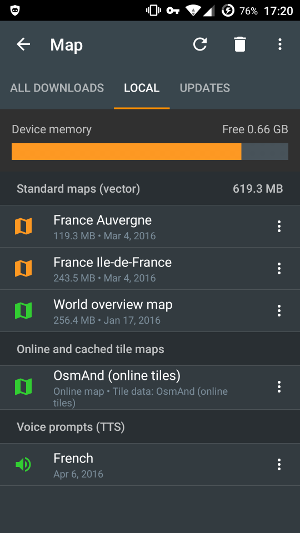 76% 17:20
Map
ALL DOWNLOADS LOCAL UPDATES
Device memory Free 0.66 GB
Standard maps (vector) 619.3 MB
France Auvergne
119.3 MB • Mar 4, 2016
France Ile-de-France
243.5 MB • Mar 4, 2016
World overview map
256.4 MB • Jan 17, 2016
Online and cached tile maps
OsmAnd (online tiles)
Online map • Tile data: OsmAnd (online
tiles)
Voice prompts (TTS)
French
Apr 6, 2016